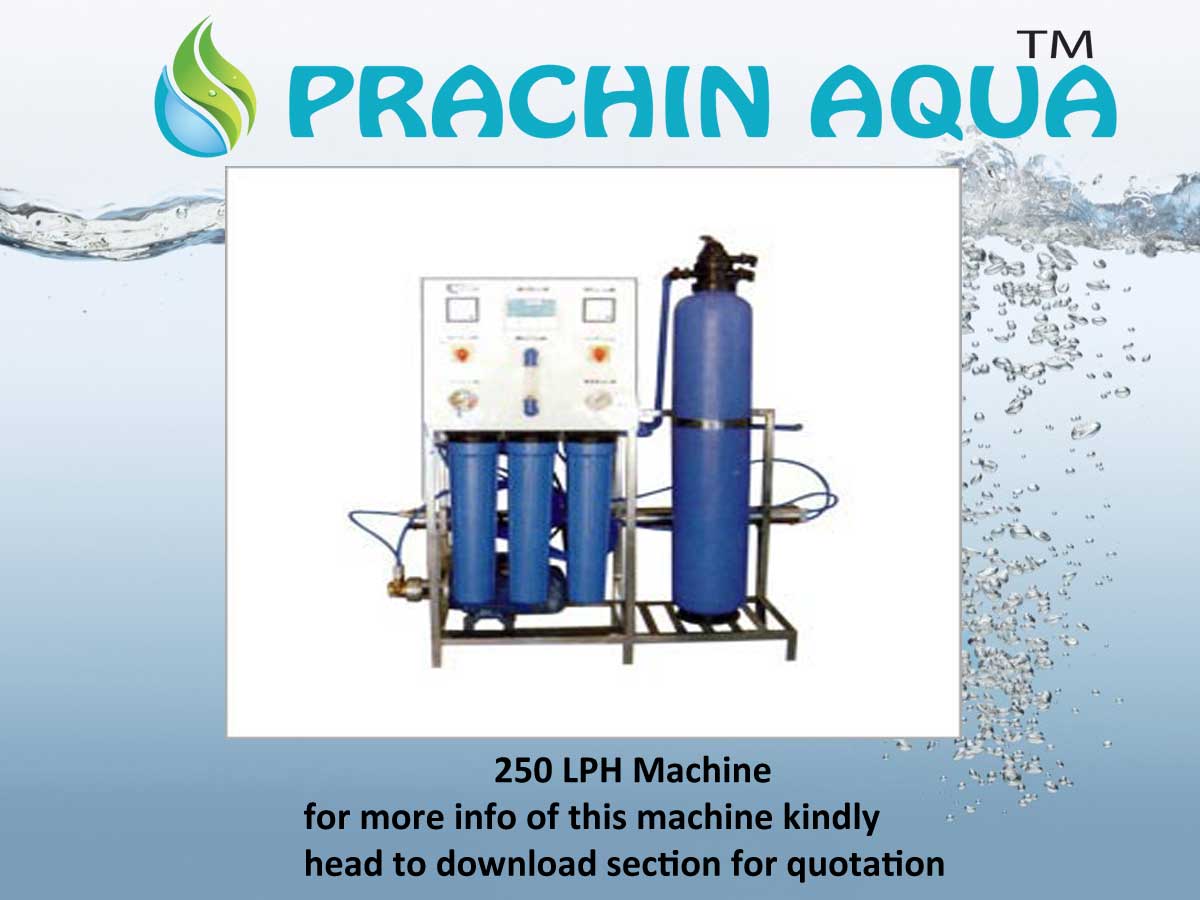 TM
PRACHIN AQUA
250 LPH Machine
for more info of this machine kindly
head to download section for quotation